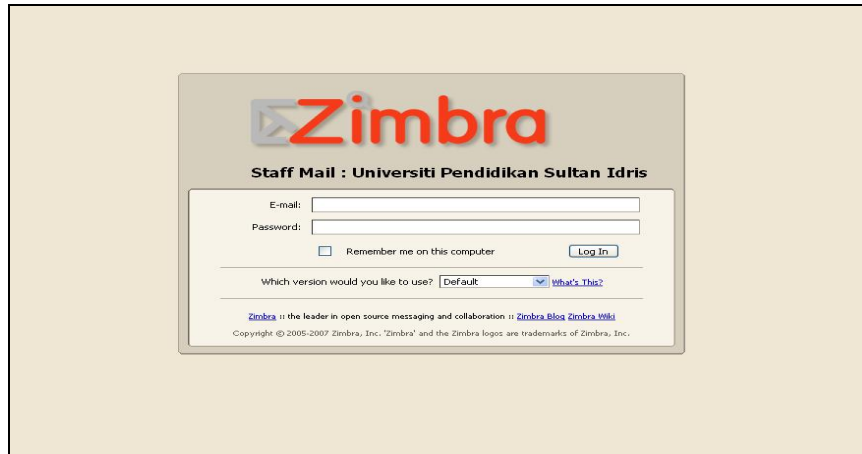 Zimbra
Staff Mail : Universiti Pendidikan Sultan Idris
E-mail:
Password:
Remember me on this computer Log In
Which version would you like to use? Default What's This?
Zimbra :: the leader in open source messaging and collaboration :: Zimbra Blog Zimbra Wiki
Copyright © 2005-2007 Zimbra, Inc. 'Zimbra' and the Zimbra logos are trademarks of Zimbra, Inc.